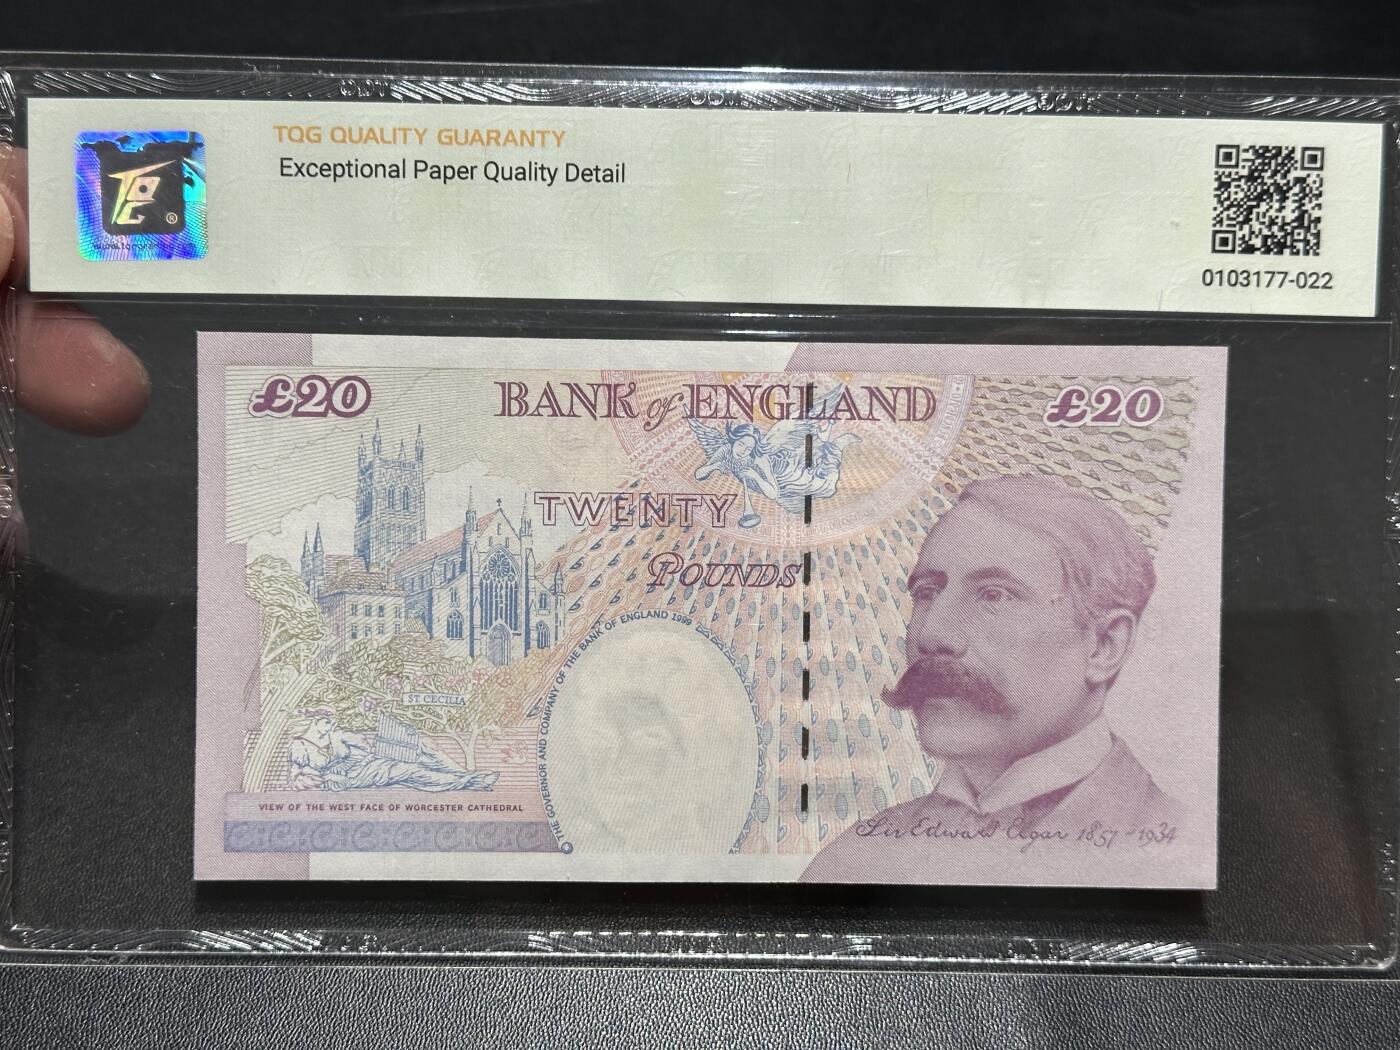 TQG QUALITY GUARANTY
Exceptional Paper Quality Detail
TQG ®
0103177-022
£20
BANK of ENGLAND
£20
TWENTY
POUNDS
THE GOVERNOR AND COMPANY OF THE BANK OF ENGLAND 1999
ST CECILIA
VIEW OF THE WEST FACE OF WORCESTER CATHEDRAL
Sir Edward Elgar 1857-1934